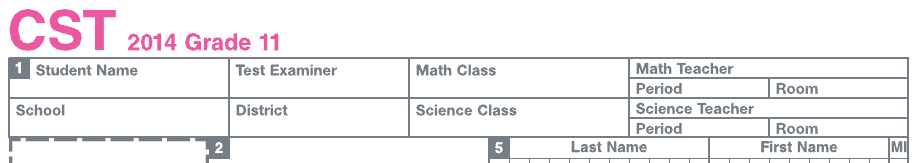 CST 2014 Grade 11
1 Student Name Test Examiner Math Class Math Teacher
Period Room
School District Science Class Science Teacher
Period Room
2 5 Last Name First Name MI